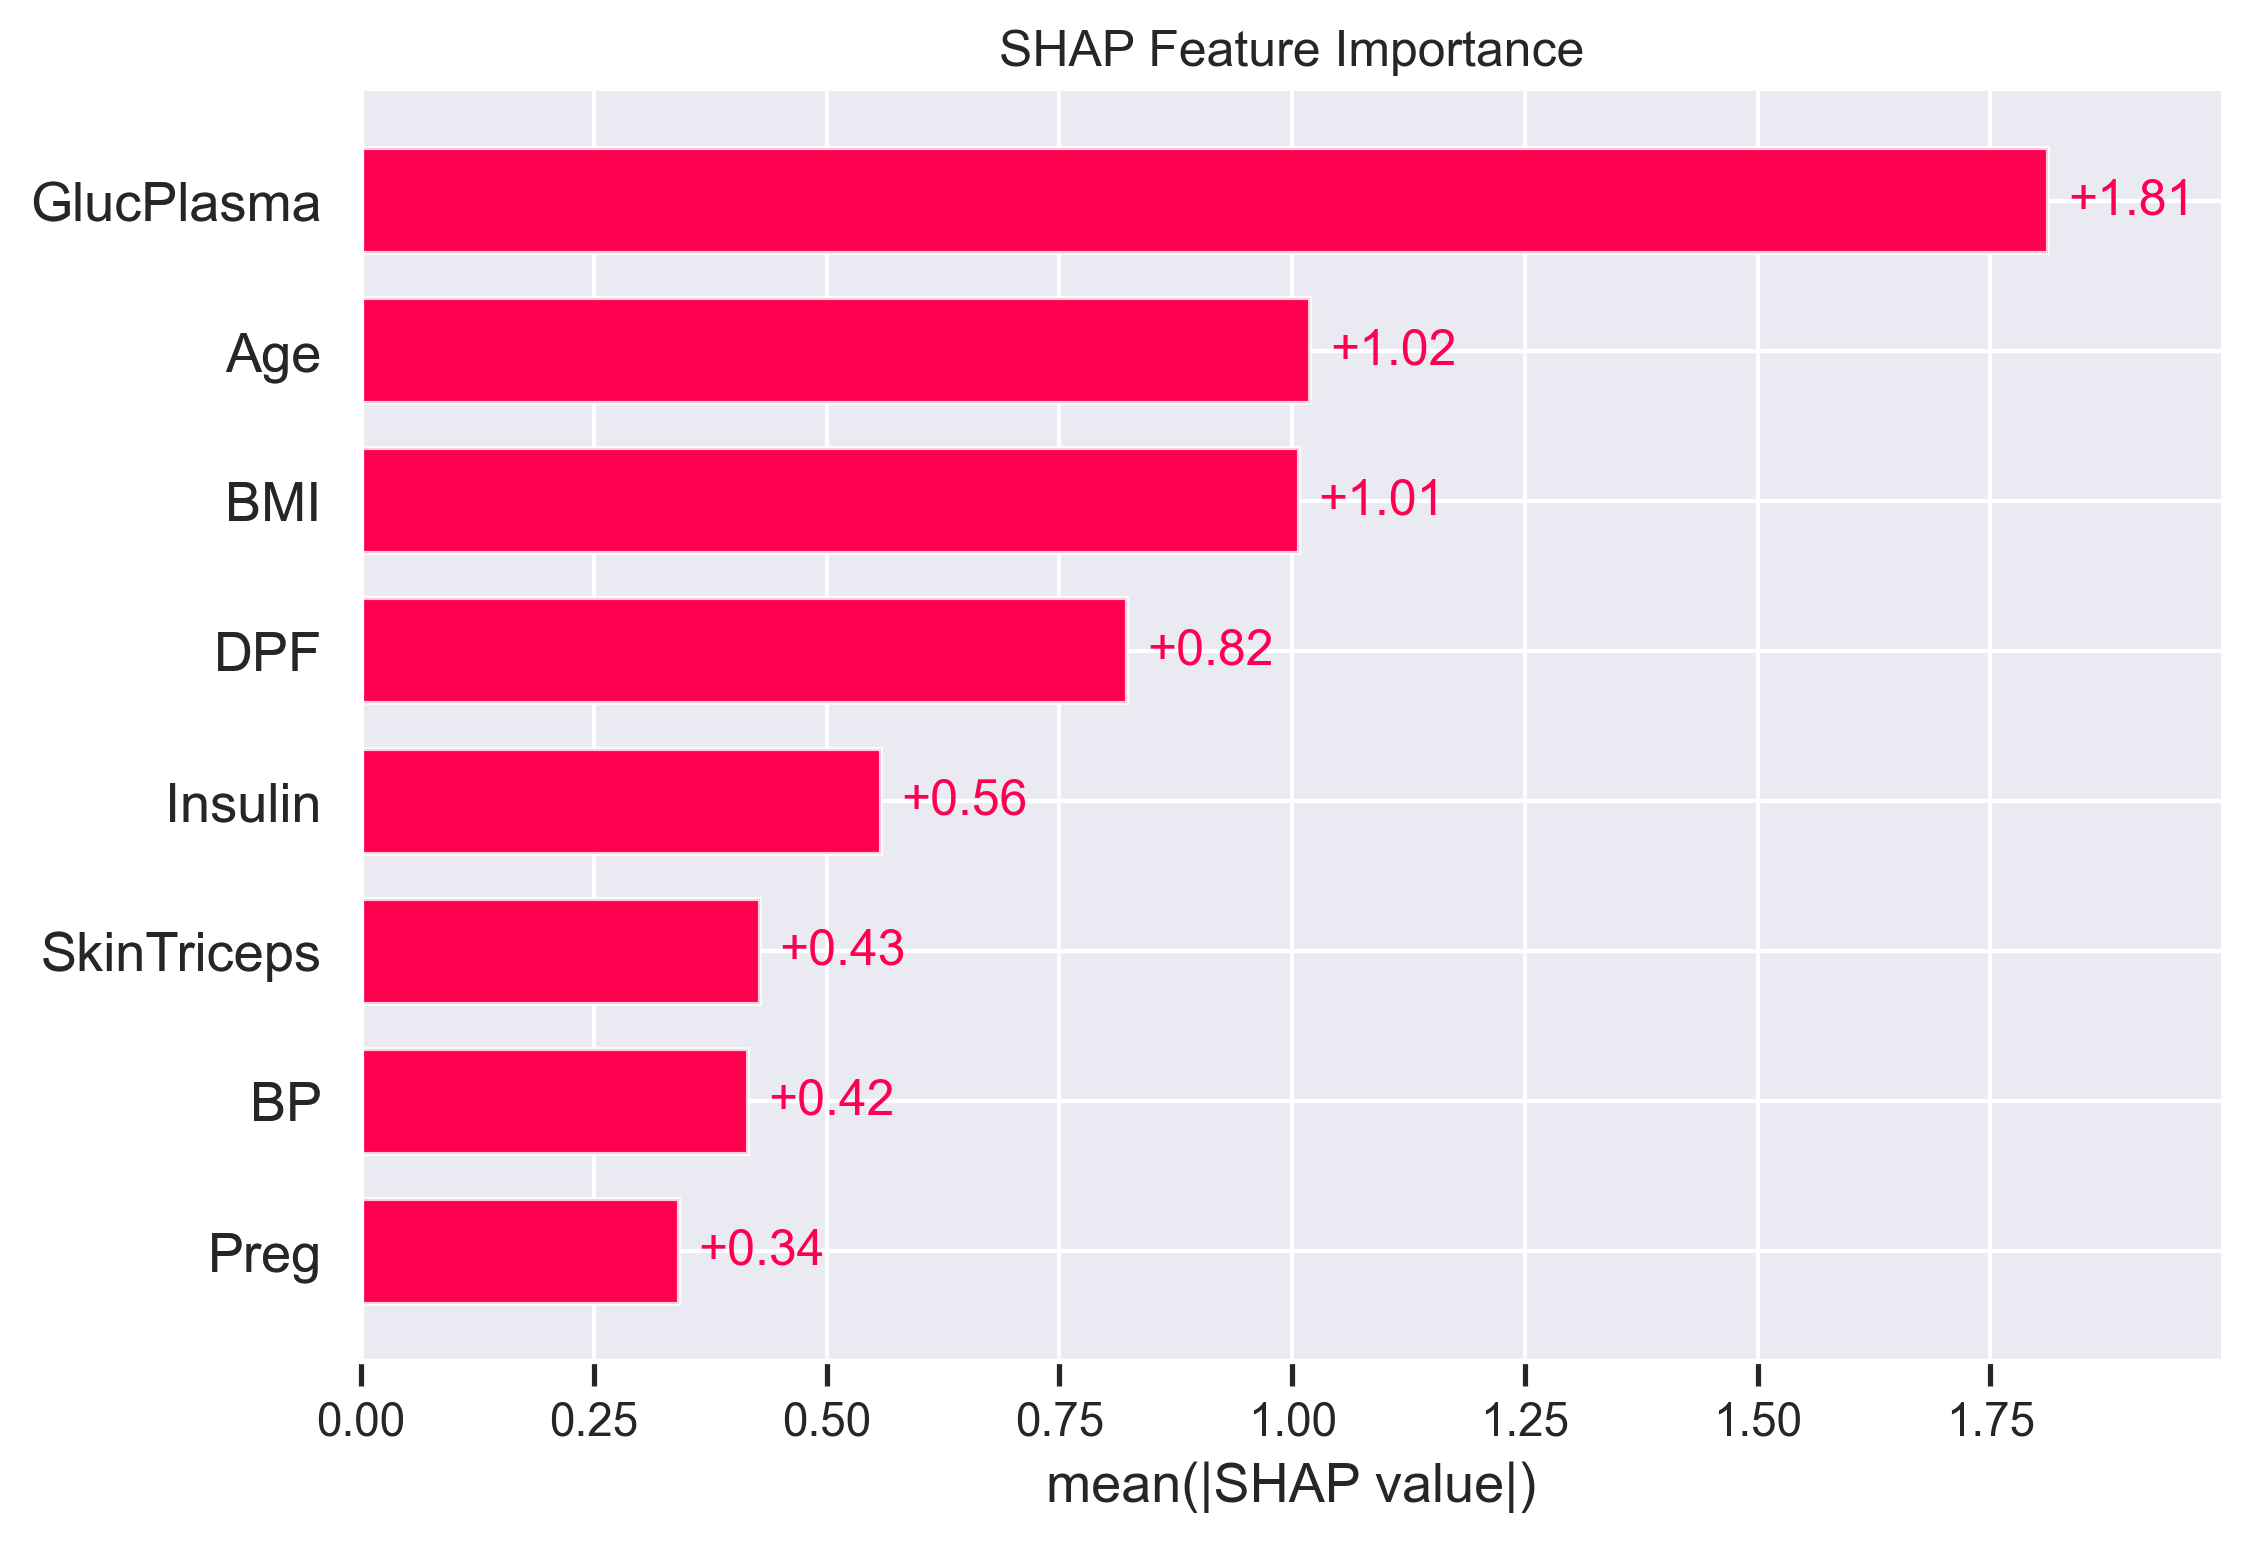 SHAP Feature Importance
GlucPlasma +1.81
Age +1.02
BMI +1.01
DPF +0.82
Insulin +0.56
SkinTriceps +0.43
BP +0.42
Preg +0.34
0.00 0.25 0.50 0.75 1.00 1.25 1.50 1.75
mean(|SHAP value|)